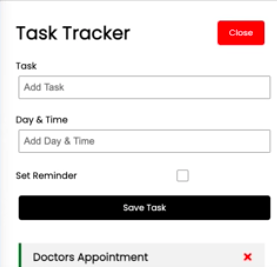 Task Tracker
Close
Task
Add Task
Day & Time
Add Day & Time
Set Reminder
Save Task
Doctors Appointment